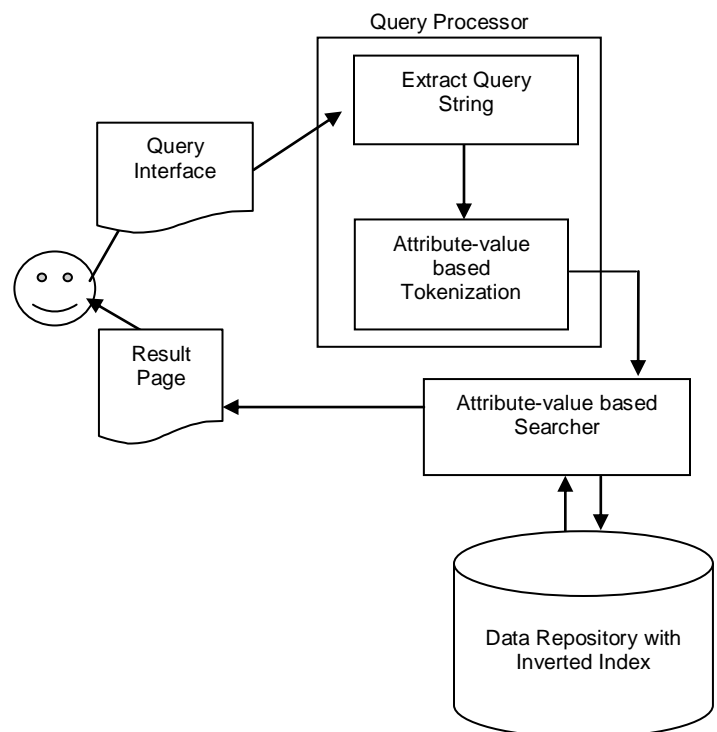 Query Processor
Extract Query
String
Query
Interface
Attribute-value
based
Tokenization
Result
Page
Attribute-value based
Searcher
Data Repository with
Inverted Index